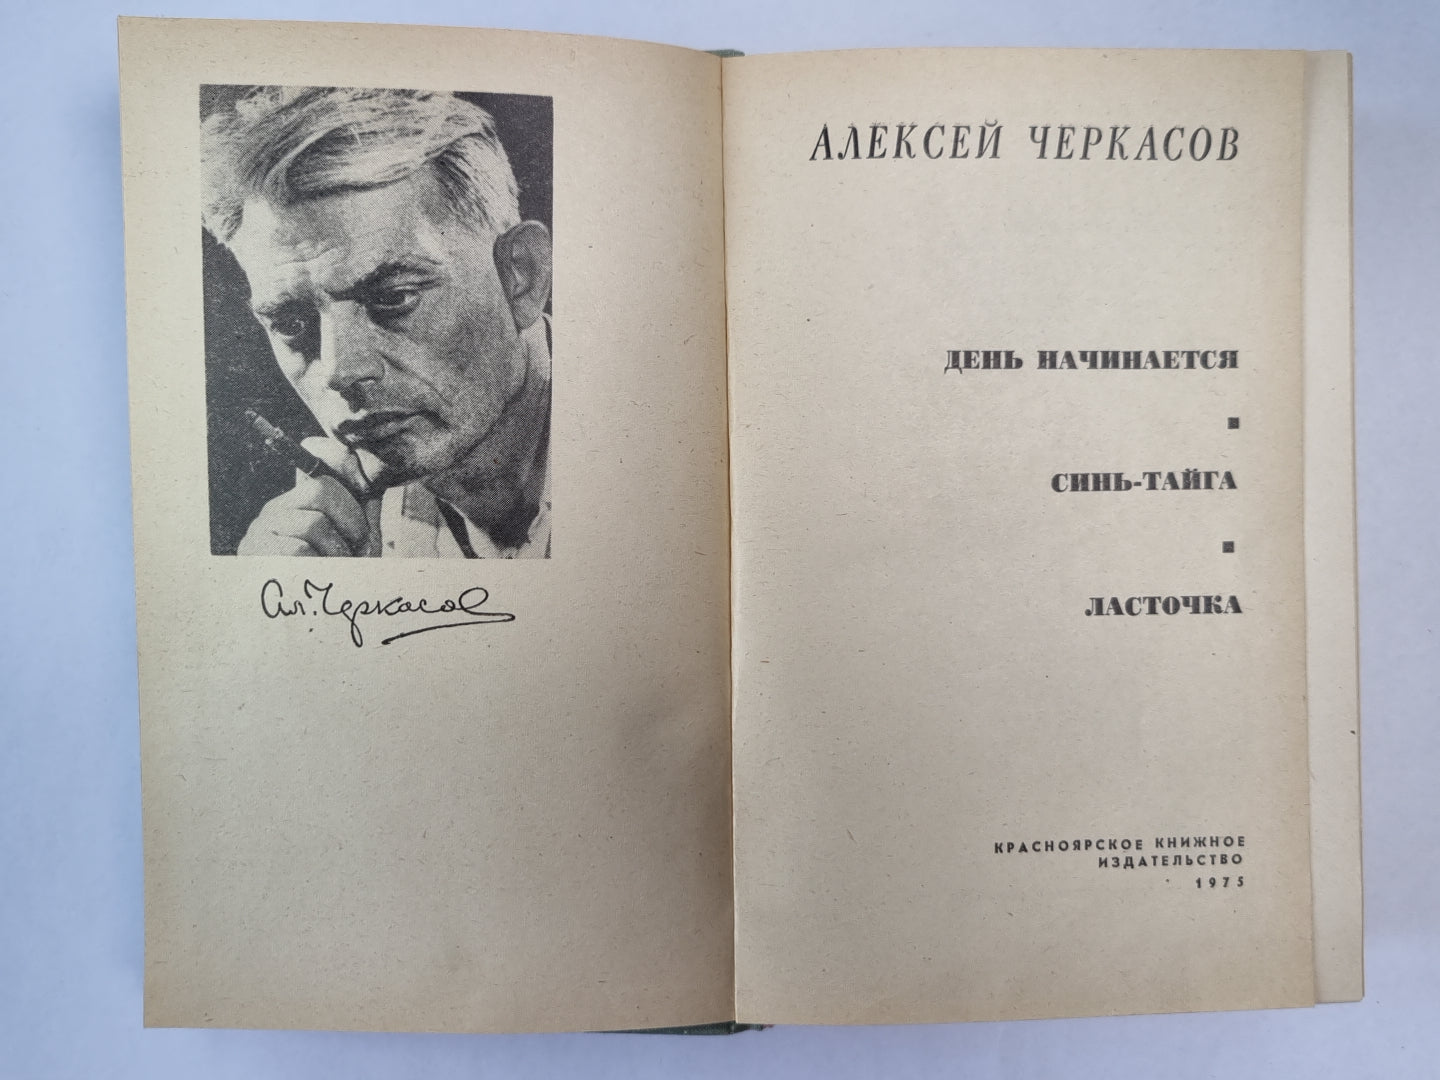 Ал. Черкасов
АЛЕКСЕЙ ЧЕРКАСОВ
ДЕНЬ НАЧИНАЕТСЯ
СИНЬ-ТАЙГА
ЛАСТОЧКА
КРАСНОЯРСКОЕ КНИЖНОЕ
ИЗДАТЕЛЬСТВО
1975